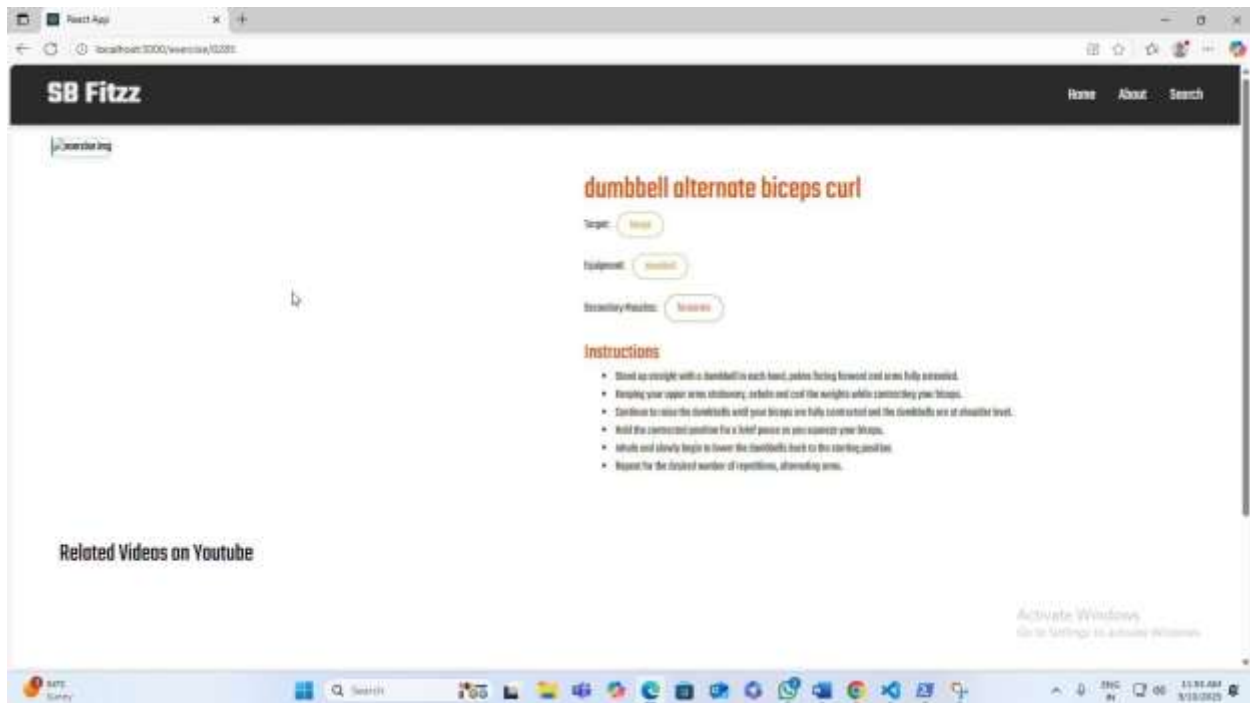 React App
localhost:3000/exercise/0285
SB Fitzz
Home About Search
exercise img
dumbbell alternate biceps curl
Target: biceps
Equipment: dumbbell
Secondary Muscles: forearms
Instructions
Stand up straight with a dumbbell in each hand, palms facing forward and arms fully extended.
Keeping your upper arms stationary, exhale and curl the weights while contracting your biceps.
Continue to raise the dumbbells until your biceps are fully contracted and the dumbbells are at shoulder level.
Hold the contracted position for a brief pause as you squeeze your biceps.
Inhale and slowly begin to lower the dumbbells back to the starting position.
Repeat for the desired number of repetitions, alternating arms.
Related Videos on Youtube
Activate Windows
Go to Settings to activate Windows.
Sunny
Search
ENG
IN